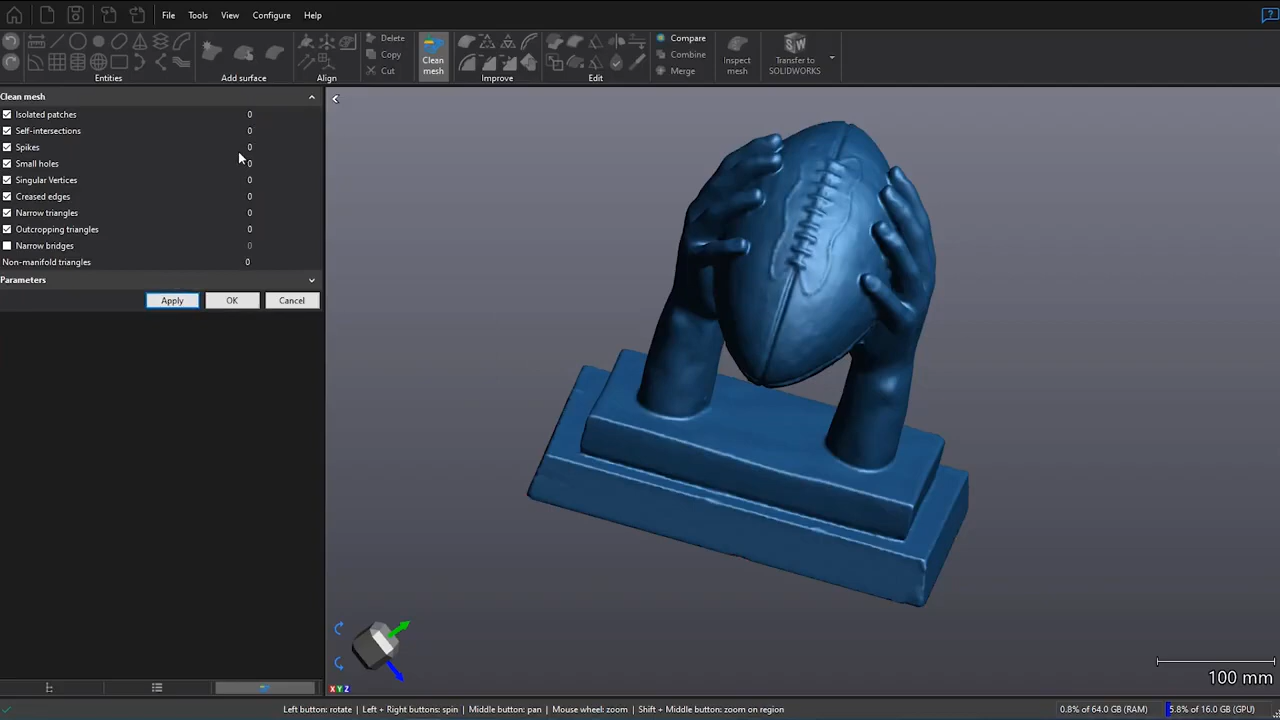 File Tools View Configure Help
?
Delete
Copy
Cut
Clean mesh
Compare
Combine
Merge
Inspect mesh
SW
Transfer to SOLIDWORKS
Entities Add surface Align Improve Edit
Clean mesh
Isolated patches 0
Self-intersections 0
Spikes 0
Small holes 0
Singular Vertices 0
Creased edges 0
Narrow triangles 0
Outcropping triangles 0
Narrow bridges 0
Non-manifold triangles 0
Parameters
Apply OK Cancel
100 mm
XYZ
Left button: rotate | Left + Right buttons: spin | Middle button: pan | Mouse wheel: zoom | Shift + Middle button: zoom on region
0.8% of 64.0 GB (RAM) 5.8% of 16.0 GB (GPU)